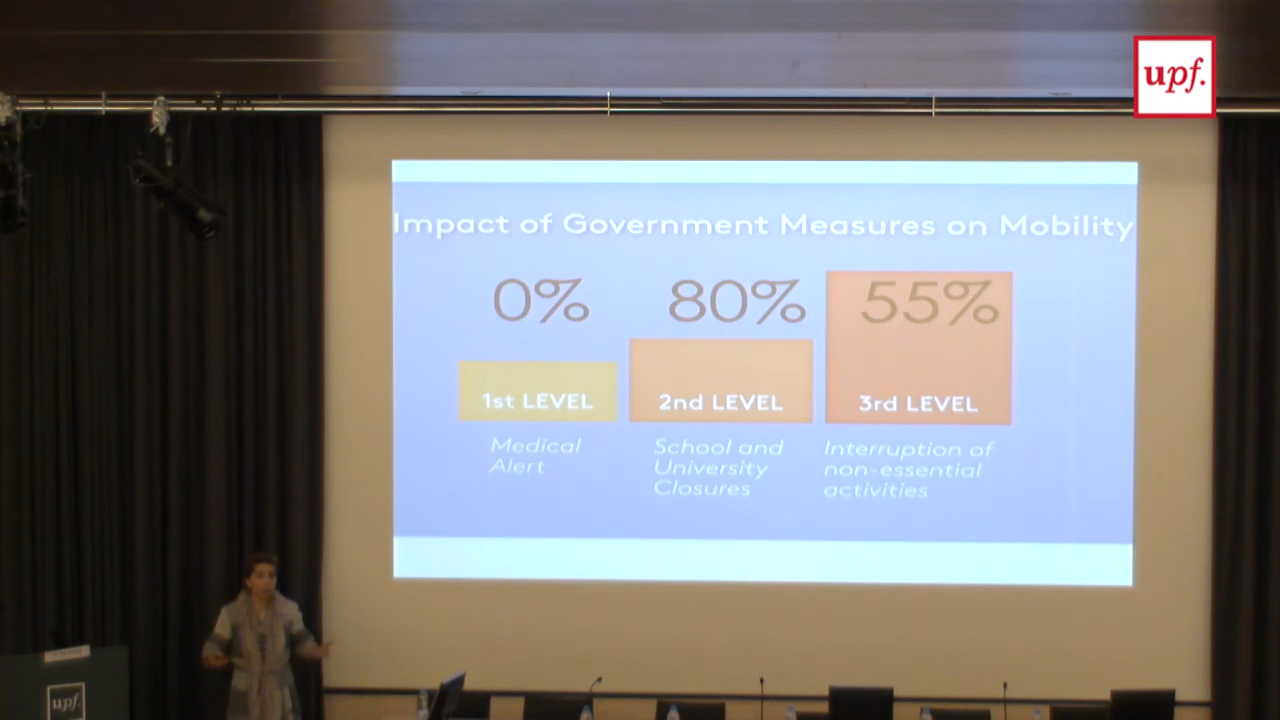 upf.
Impact of Government Measures on Mobility
0% 80% 55%
1st LEVEL 2nd LEVEL 3rd LEVEL
Medical
Alert
School and
University
Closures
Interruption of
non-essential
activities
upf.